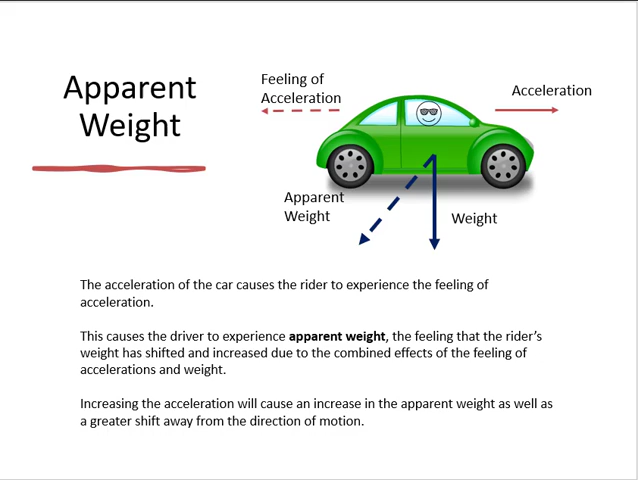 Apparent
Weight
Feeling of
Acceleration
Acceleration
Apparent
Weight
Weight
The acceleration of the car causes the rider to experience the feeling of
acceleration.
This causes the driver to experience apparent weight, the feeling that the rider's
weight has shifted and increased due to the combined effects of the feeling of
accelerations and weight.
Increasing the acceleration will cause an increase in the apparent weight as well as
a greater shift away from the direction of motion.